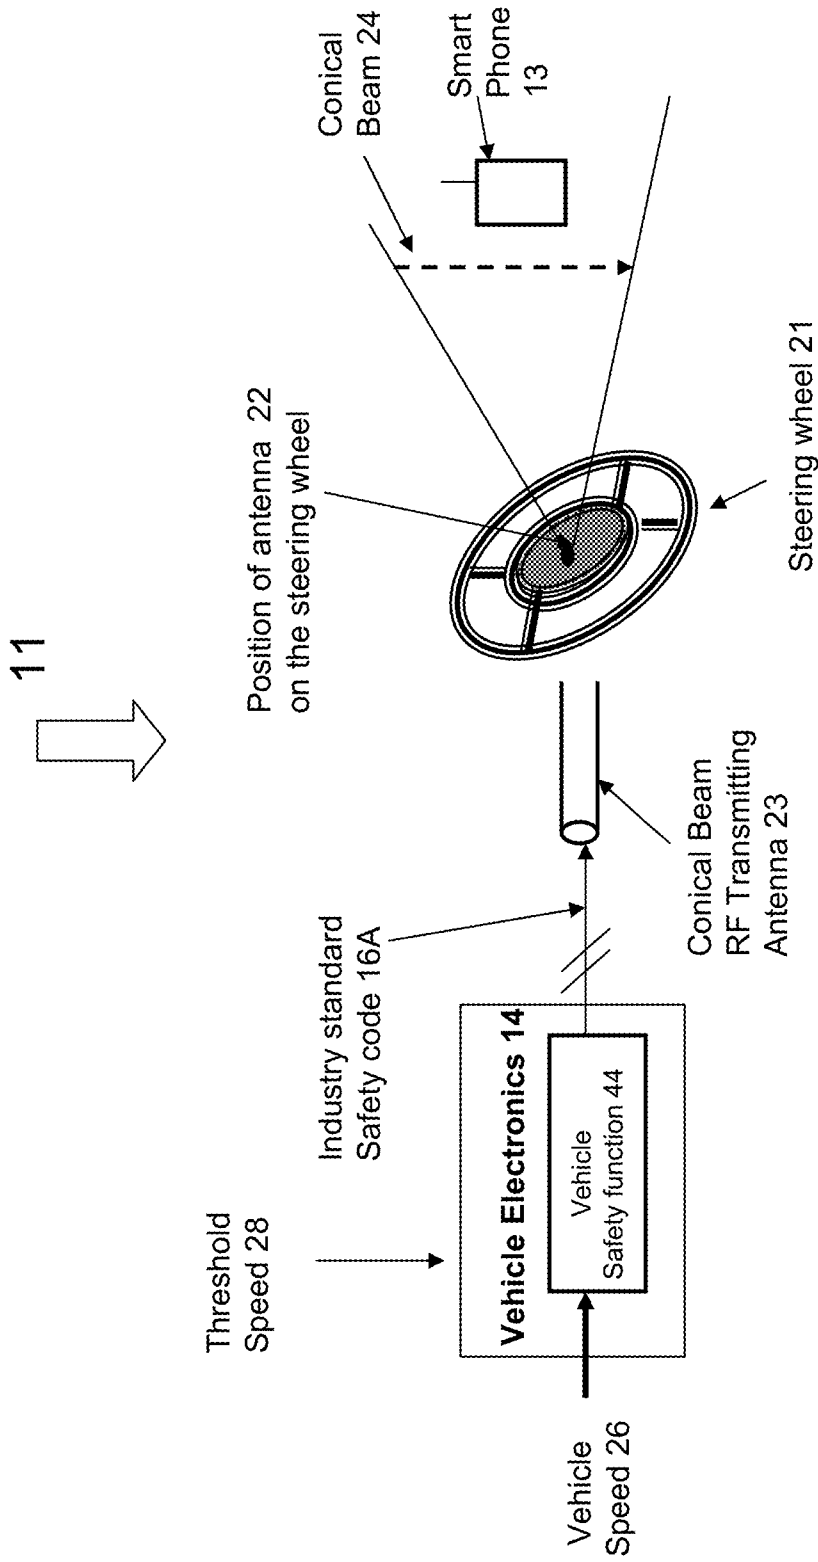 11
Threshold
Speed 28
Industry standard
Safety code 16A
Position of antenna 22
on the steering wheel
Conical
Beam 24
Smart
Phone
13
Vehicle Electronics 14
Vehicle
Safety function 44
Vehicle
Speed 26
Conical Beam
RF Transmitting
Antenna 23
Steering wheel 21